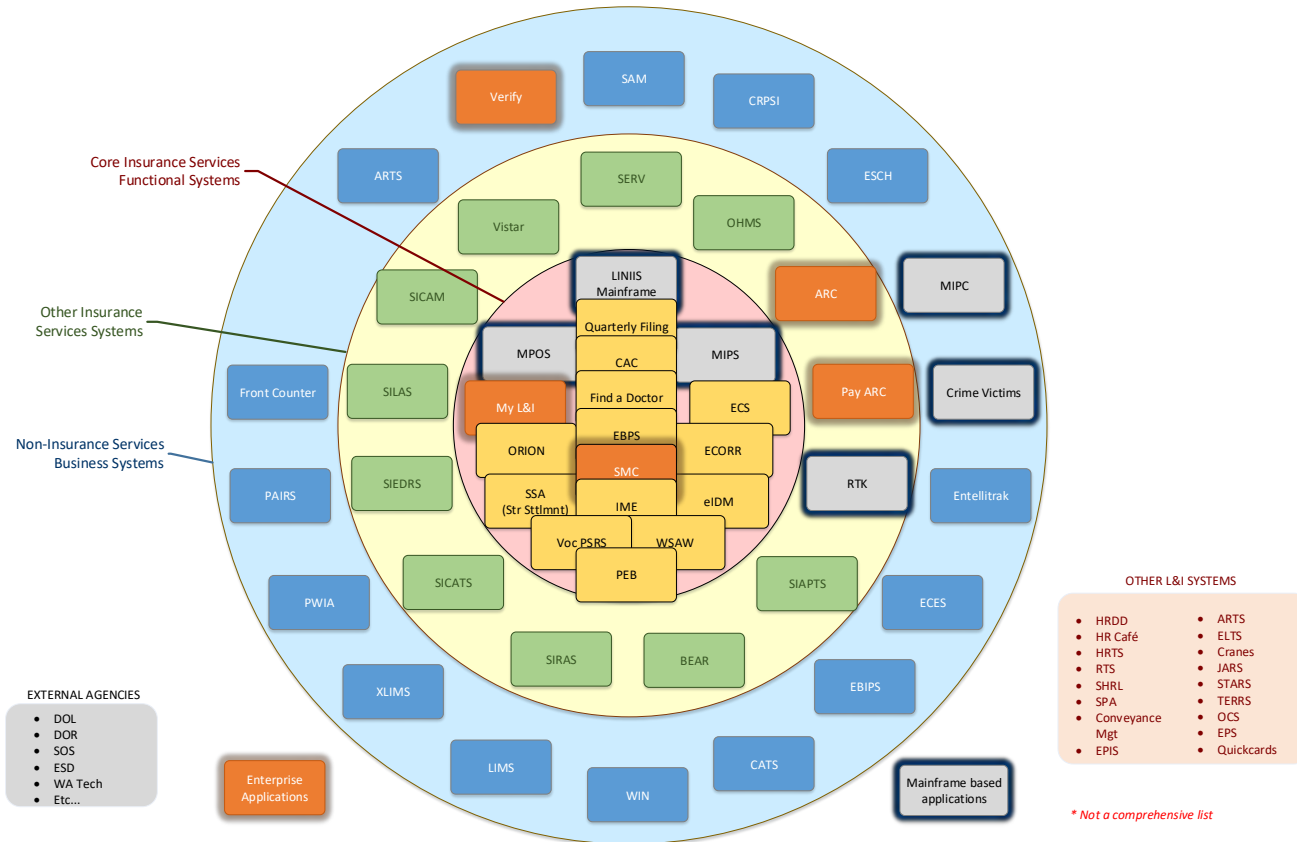 SAM
Verify
CRPSI
Core Insurance Services
Functional Systems
ARTS
SERV
ESCH
Vistar
OHMS
LINIIS
Mainframe
SICAM
ARC
MIPC
Other Insurance
Services Systems
Quarterly Filing
MPOS
CAC
MIPS
Front Counter
SILAS
My L&I
Find a Doctor
ECS
Pay ARC
Crime Victims
Non-Insurance Services
Business Systems
ORION
EBPS
ECORR
SMC
PAIRS
SIEDRS
SSA
(Str Sttlmnt)
IME
eIDM
RTK
Entellitrak
Voc PSRS
WSAW
PEB
PWIA
SICATS
SIAPTS
ECES
SIRAS
BEAR
XLIMS
EBIPS
LIMS
WIN
CATS
EXTERNAL AGENCIES
• DOL
• DOR
• SOS
• ESD
• WA Tech
• Etc...
Enterprise
Applications
Mainframe based
applications
OTHER L&I SYSTEMS
• HRDD
• HR Café
• HRTS
• RTS
• SHRL
• SPA
• Conveyance
Mgt
• EPIS
• ARTS
• ELTS
• Cranes
• JARS
• STARS
• TERRS
• OCS
• EPS
• Quickcards
* Not a comprehensive list